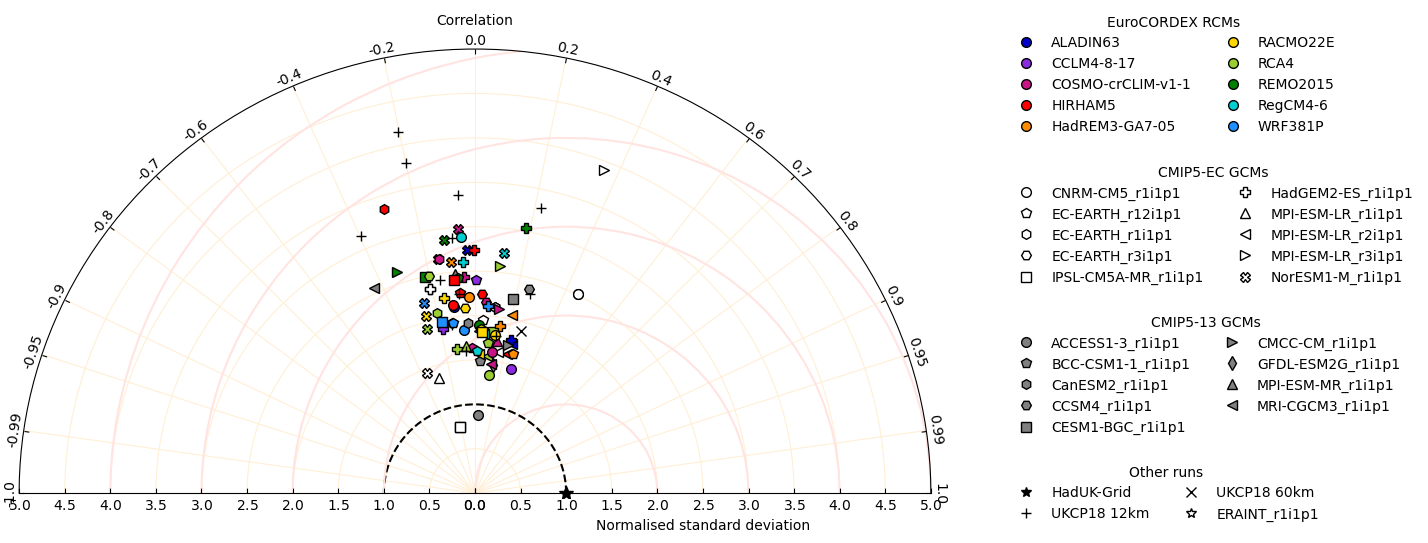 Correlation
-1.0
-0.99
-0.95
-0.9
-0.8
-0.7
-0.6
-0.4
-0.2
0.0
0.2
0.4
0.6
0.7
0.8
0.9
0.95
0.99
1.0
5.0 4.5 4.0 3.5 3.0 2.5 2.0 1.5 1.0 0.5 0.0 0.5 1.0 1.5 2.0 2.5 3.0 3.5 4.0 4.5 5.0
Normalised standard deviation
EuroCORDEX RCMs
ALADIN63 RACMO22E
CCLM4-8-17 RCA4
COSMO-crCLIM-v1-1 REMO2015
HIRHAM5 RegCM4-6
HadREM3-GA7-05 WRF381P
CMIP5-EC GCMs
CNRM-CM5_r1i1p1 HadGEM2-ES_r1i1p1
EC-EARTH_r12i1p1 MPI-ESM-LR_r1i1p1
EC-EARTH_r1i1p1 MPI-ESM-LR_r2i1p1
EC-EARTH_r3i1p1 MPI-ESM-LR_r3i1p1
IPSL-CM5A-MR_r1i1p1 NorESM1-M_r1i1p1
CMIP5-13 GCMs
ACCESS1-3_r1i1p1 CMCC-CM_r1i1p1
BCC-CSM1-1_r1i1p1 GFDL-ESM2G_r1i1p1
CanESM2_r1i1p1 MPI-ESM-MR_r1i1p1
CCSM4_r1i1p1 MRI-CGCM3_r1i1p1
CESM1-BGC_r1i1p1
Other runs
HadUK-Grid UKCP18 60km
UKCP18 12km ERAINT_r1i1p1